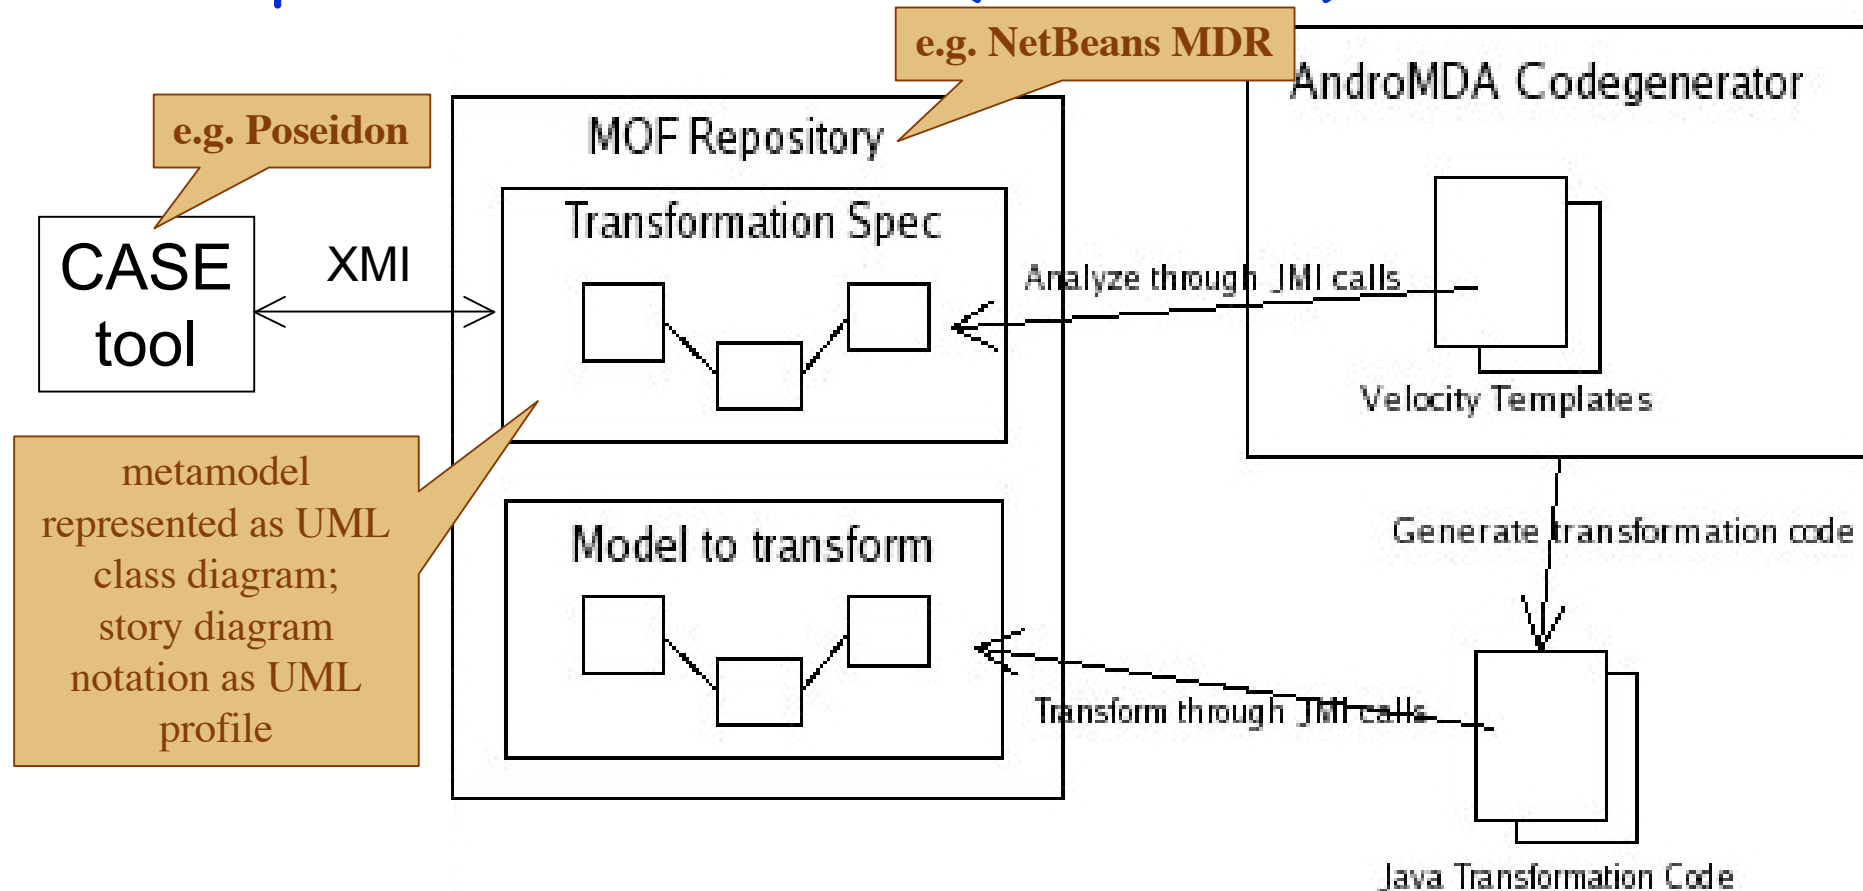 e.g. NetBeans MDR
AndroMDA Codegenerator
e.g. Poseidon
MOF Repository
Transformation Spec
CASE
tool
XMI
Analyze through JMI calls
Velocity Templates
metamodel
represented as UML
class diagram;
story diagram
notation as UML
profile
Model to transform
Generate transformation code
Transform through JMI calls
Java Transformation Code